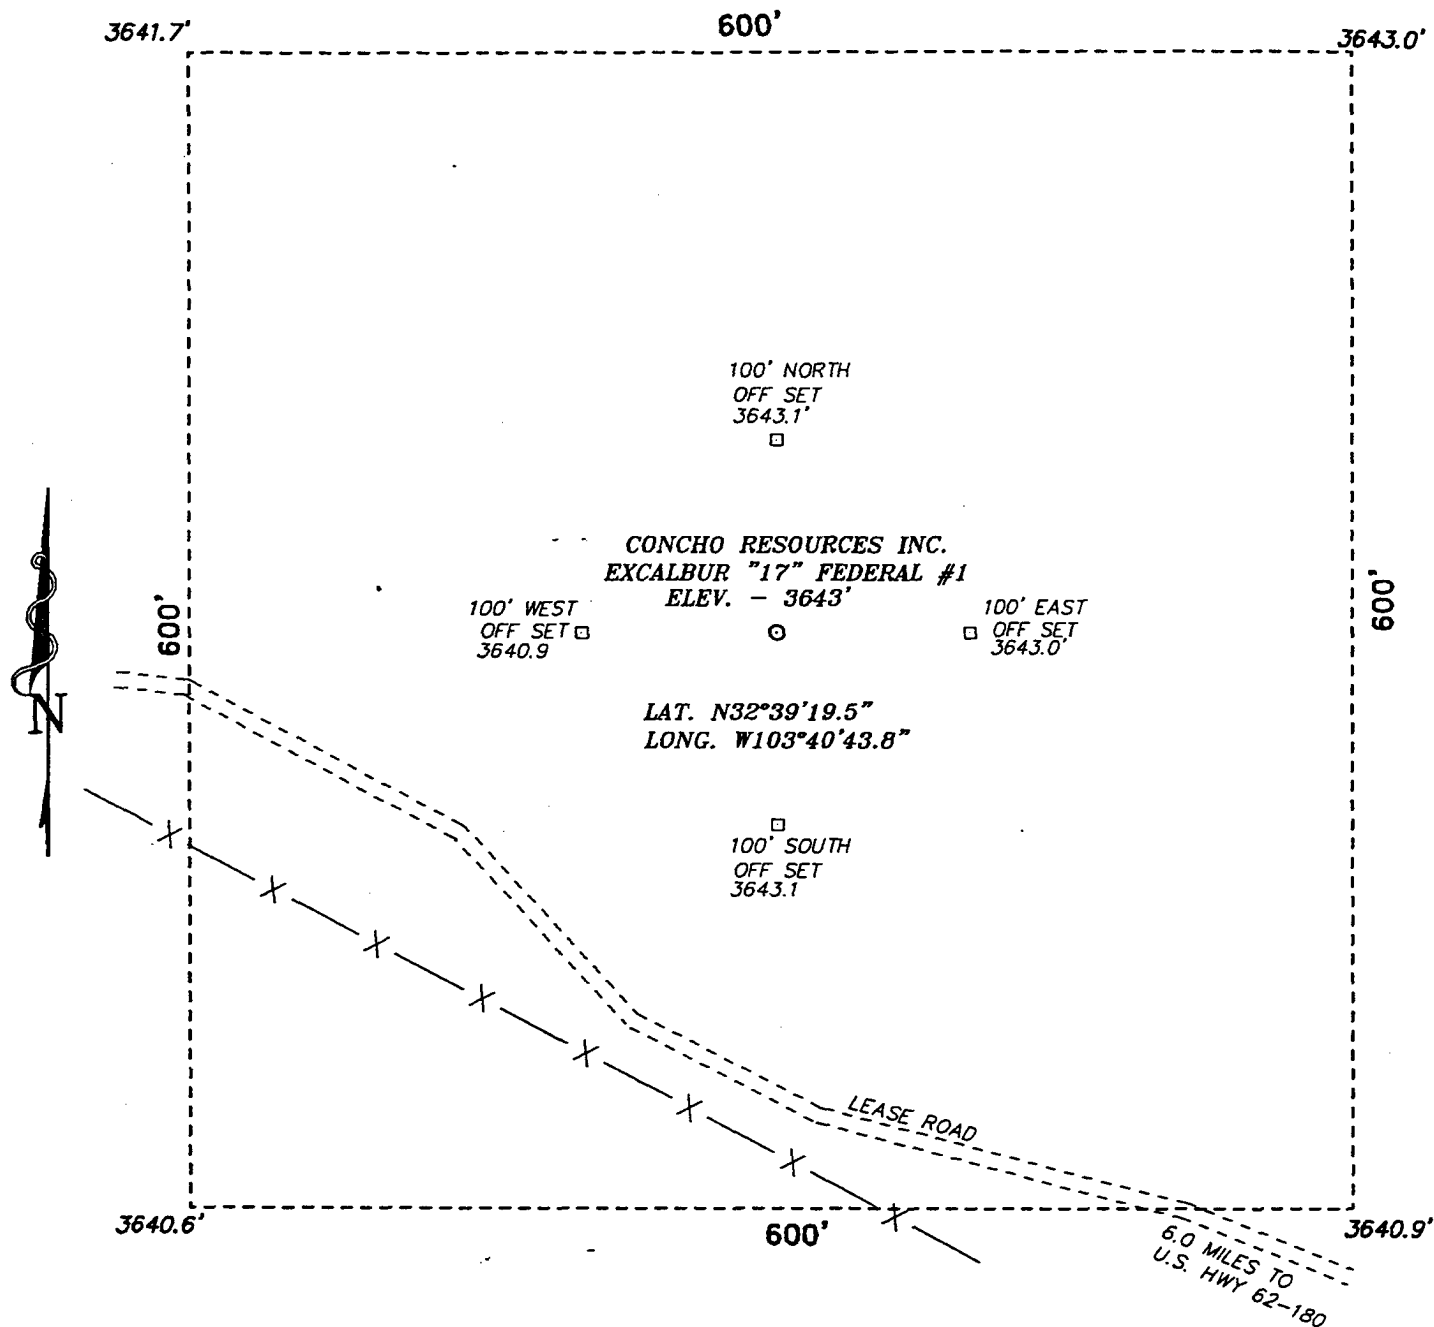 600'
3641.7'
3643.0'
100' NORTH
OFF SET
3643.1'
CONCHO RESOURCES INC.
EXCALBUR "17" FEDERAL #1
ELEV. - 3643'
100' WEST
OFF SET
3640.9
100' EAST
OFF SET
3643.0'
600'
600'
N
LAT. N32°39'19.5"
LONG. W103°40'43.8"
100' SOUTH
OFF SET
3643.1
LEASE ROAD
3640.6'
600'
3640.9'
6.0 MILES TO
U.S. HWY 62-180